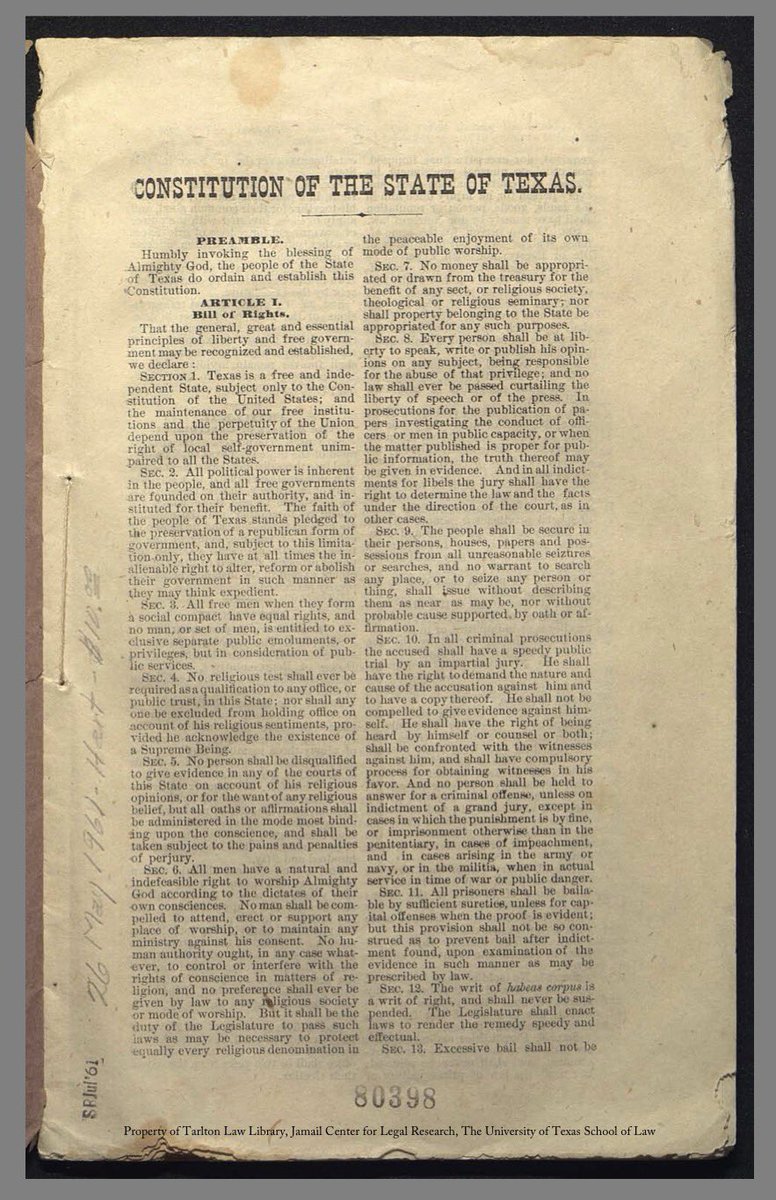 CONSTITUTION OF THE STATE OF TEXAS.
PREAMBLE.
Humbly invoking the blessing of
Almighty God, the people of the State
of Texas do ordain and establish this
Constitution.
ARTICLE I.
Bill of Rights.
That the general, great and essential
principles of liberty and free govern-
ment may be recognized and established,
we declare:
SECTION 1. Texas is a free and inde-
pendent State, subject only to the Con-
stitution of the United States; and
the maintenance of our free institu-
tions and the perpetuity of the Union
depend upon the preservation of the
right of local self-government unim-
paired to all the States.
SEC. 2. All political power is inherent
in the people, and all free governments
are founded on their authority, and in-
stituted for their benefit. The faith of
the people of Texas stands pledged to
the preservation of a republican form of
government, and, subject to this limita-
tion only, they have at all times the in-
alienable right to alter, reform or abolish
their government in such manner as
they may think expedient.
SEC. 3. All free men when they form
a social compact have equal rights, and
no man, or set of men, is entitled to ex-
clusive separate public emoluments, or
privileges, but in consideration of pub-
lic services.
SEC. 4. No religious test shall ever be
required as a qualification to any office, or
public trust, in this State; nor shall any
one be excluded from holding office on
account of his religious sentiments, pro-
vided he acknowledge the existence of
a Supreme Being.
SEC. 5. No person shall be disqualified
to give evidence in any of the courts of
this State on account of his religious
opinions, or for the want of any religious
belief, but all oaths or affirmations shall
be administered in the mode most bind-
ing upon the conscience, and shall be
taken subject to the pains and penalties
of perjury.
SEC. 6. All men have a natural and
indefeasible right to worship Almighty
God according to the dictates of their
own consciences. No man shall be com-
pelled to attend, erect or support any
place of worship, or to maintain any
ministry against his consent. No hu-
man authority ought, in any case what-
ever, to control or interfere with the
rights of conscience in matters of re-
ligion, and no preference shall ever be
given by law to any religious society
or mode of worship. But it shall be the
duty of the Legislature to pass such
laws as may be necessary to protect
equally every religious denomination in
the peaceable enjoyment of its own
mode of public worship.
SEC. 7. No money shall be appropri-
ated or drawn from the treasury for the
benefit of any sect, or religious society,
theological or religious seminary; nor
shall property belonging to the State be
appropriated for any such purposes.
SEC. 8. Every person shall be at lib-
erty to speak, write or publish his opin-
ions on any subject, being responsible
for the abuse of that privilege; and no
law shall ever be passed curtailing the
liberty of speech or of the press. In
prosecutions for the publication of pa-
pers investigating the conduct of offi-
cers or men in public capacity, or when
the matter published is proper for pub-
lic information, the truth thereof may
be given in evidence. And in all indict-
ments for libels the jury shall have the
right to determine the law and the facts
under the direction of the court, as in
other cases.
SEC. 9. The people shall be secure in
their persons, houses, papers and pos-
sessions from all unreasonable seizures
or searches, and no warrant to search
any place, or to seize any person or
thing, shall issue without describing
them as near as may be, nor without
probable cause supported by oath or af-
firmation.
SEC. 10. In all criminal prosecutions
the accused shall have a speedy public
trial by an impartial jury. He shall
have the right to demand the nature and
cause of the accusation against him and
to have a copy thereof. He shall not be
compelled to give evidence against him-
self. He shall have the right of being
heard by himself or counsel or both;
shall be confronted with the witnesses
against him, and shall have compulsory
process for obtaining witnesses in his
favor. And no person shall be held to
answer for a criminal offense, unless on
indictment of a grand jury, except in
cases in which the punishment is by fine,
or imprisonment otherwise than in the
penitentiary, in cases of impeachment,
and in cases arising in the army or
navy, or in the militia, when in actual
service in time of war or public danger.
SEC. 11. All prisoners shall be baila-
ble by sufficient sureties, unless for cap-
ital offenses when the proof is evident;
but this provision shall not be so con-
strued as to prevent bail after indict-
ment found, upon examination of the
evidence in such manner as may be
prescribed by law.
SEC. 12. The writ of habeas corpus is
a writ of right, and shall never be sus-
pended. The Legislature shall enact
laws to render the remedy speedy and
effectual.
SEC. 13. Excessive bail shall not be
26 May 1961 - Hart - $10.00
SRJul'61
80398
Property of Tarlton Law Library, Jamail Center for Legal Research, The University of Texas School of Law